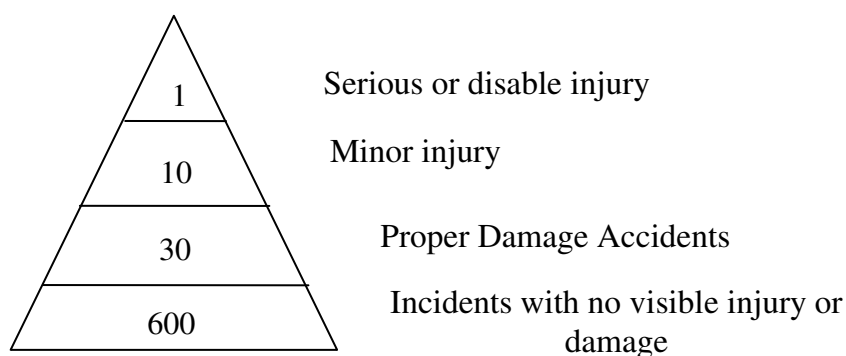 1
Serious or disable injury
10
Minor injury
30
Proper Damage Accidents
600
Incidents with no visible injury or
damage